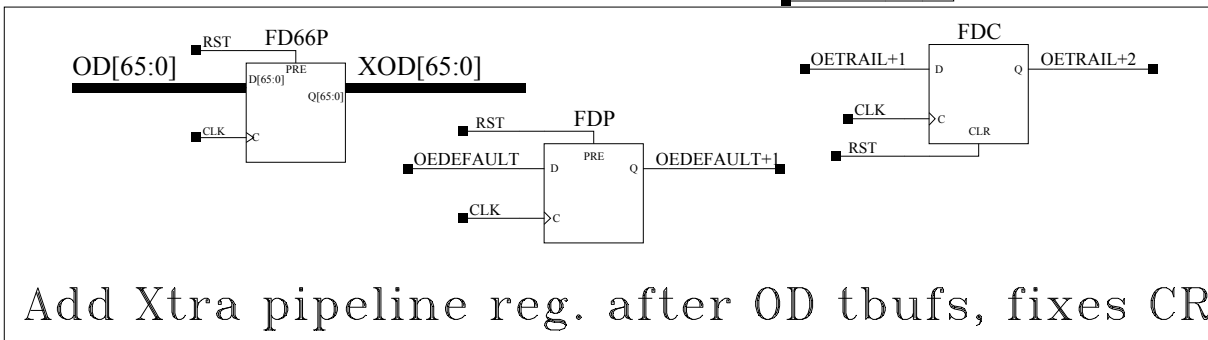 FD66P
RST
PRE
OD[65:0]
D[65:0]
XOD[65:0]
Q[65:0]
CLK
C
FDP
RST
PRE
OEDEFAULT
D
Q
OEDEFAULT+1
CLK
C
FDC
OETRAIL+1
D
Q
OETRAIL+2
CLK
C
CLR
RST
Add Xtra pipeline reg. after OD tbufs, fixes CR